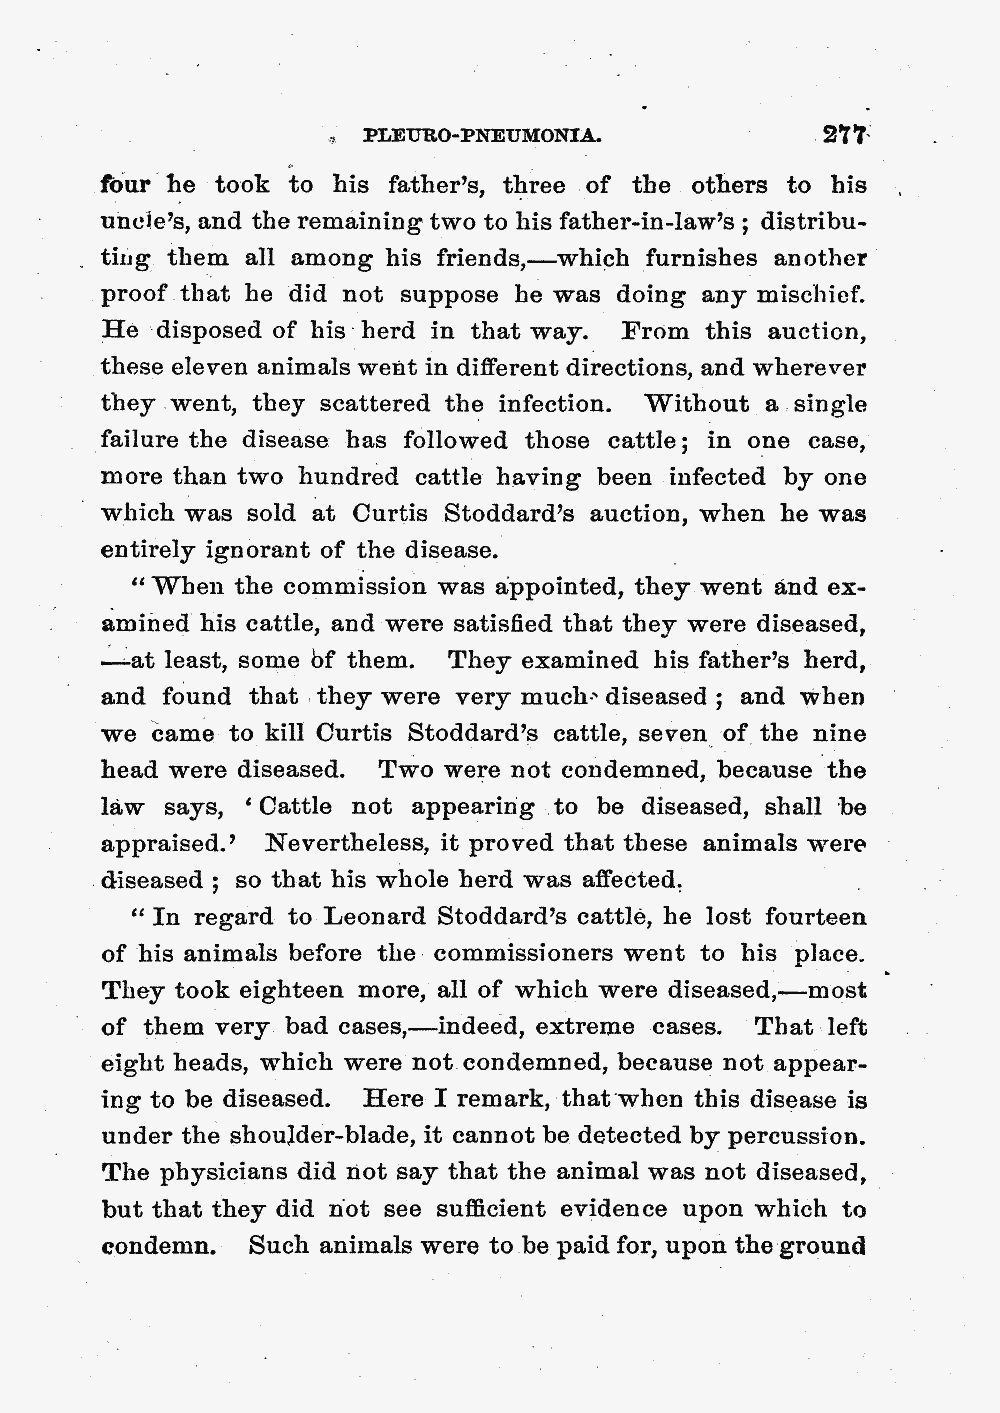 PLEURO-PNEUMONIA. 277
four he took to his father's, three of the others to his
uncle's, and the remaining two to his father-in-law's ; distribu-
ting them all among his friends,—which furnishes another
proof that he did not suppose he was doing any mischief.
He disposed of his herd in that way. From this auction,
these eleven animals went in different directions, and wherever
they went, they scattered the infection. Without a single
failure the disease has followed those cattle; in one case,
more than two hundred cattle having been infected by one
which was sold at Curtis Stoddard's auction, when he was
entirely ignorant of the disease.
“ When the commission was appointed, they went and ex-
amined his cattle, and were satisfied that they were diseased,
—at least, some of them. They examined his father's herd,
and found that they were very much diseased ; and when
we came to kill Curtis Stoddard's cattle, seven of the nine
head were diseased. Two were not condemned, because the
law says, ‘ Cattle not appearing to be diseased, shall be
appraised.’ Nevertheless, it proved that these animals were
diseased ; so that his whole herd was affected.
“ In regard to Leonard Stoddard's cattle, he lost fourteen
of his animals before the commissioners went to his place.
They took eighteen more, all of which were diseased,—most
of them very bad cases,—indeed, extreme cases. That left
eight heads, which were not condemned, because not appear-
ing to be diseased. Here I remark, that when this disease is
under the shoulder-blade, it cannot be detected by percussion.
The physicians did not say that the animal was not diseased,
but that they did not see sufficient evidence upon which to
condemn. Such animals were to be paid for, upon the ground